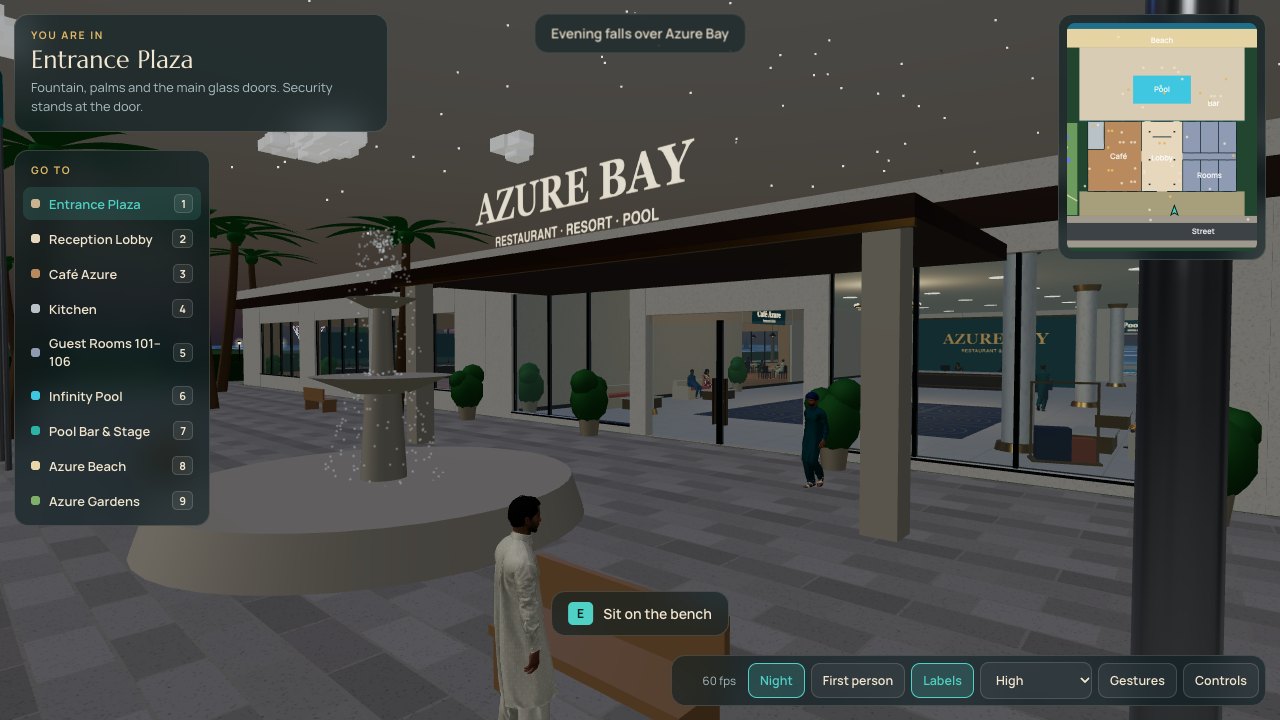 YOU ARE IN
Entrance Plaza
Fountain, palms and the main glass doors. Security
stands at the door.
Evening falls over Azure Bay
Beach
Pool
Bar
Café
Lobby
Rooms
Street
GO TO
Entrance Plaza 1
Reception Lobby 2
Café Azure 3
Kitchen 4
Guest Rooms 101–
106 5
Infinity Pool 6
Pool Bar & Stage 7
Azure Beach 8
Azure Gardens 9
AZURE BAY
RESTAURANT · RESORT · POOL
Café Azure
AZURE BAY
E Sit on the bench
60 fps Night First person Labels High Gestures Controls